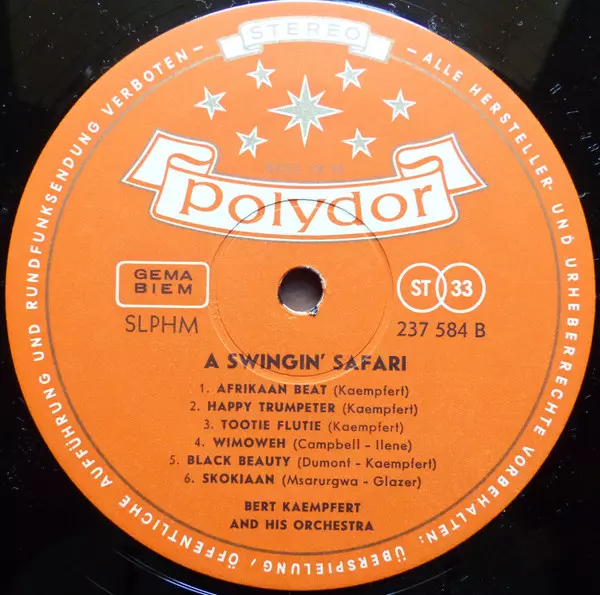 STEREO
polydor
GEMA
BIEM
SLPHM
ST 33
237 584 B
A SWINGIN' SAFARI
1. AFRIKAAN BEAT (Kaempfert)
2. HAPPY TRUMPETER (Kaempfert)
3. TOOTIE FLUTIE (Kaempfert)
4. WIMOWEH (Campbell - Ilene)
5. BLACK BEAUTY (Dumont - Kaempfert)
6. SKOKIAAN (Msarurgwa - Glazer)
BERT KAEMPFERT
AND HIS ORCHESTRA
— ALLE HERSTELLER- UND URHEBERRECHTE VORBEHALTEN: ÜBERSPIELUNG / ÖFFENTLICHE AUFFÜHRUNG UND RUNDFUNKSENDUNG VERBOTEN —